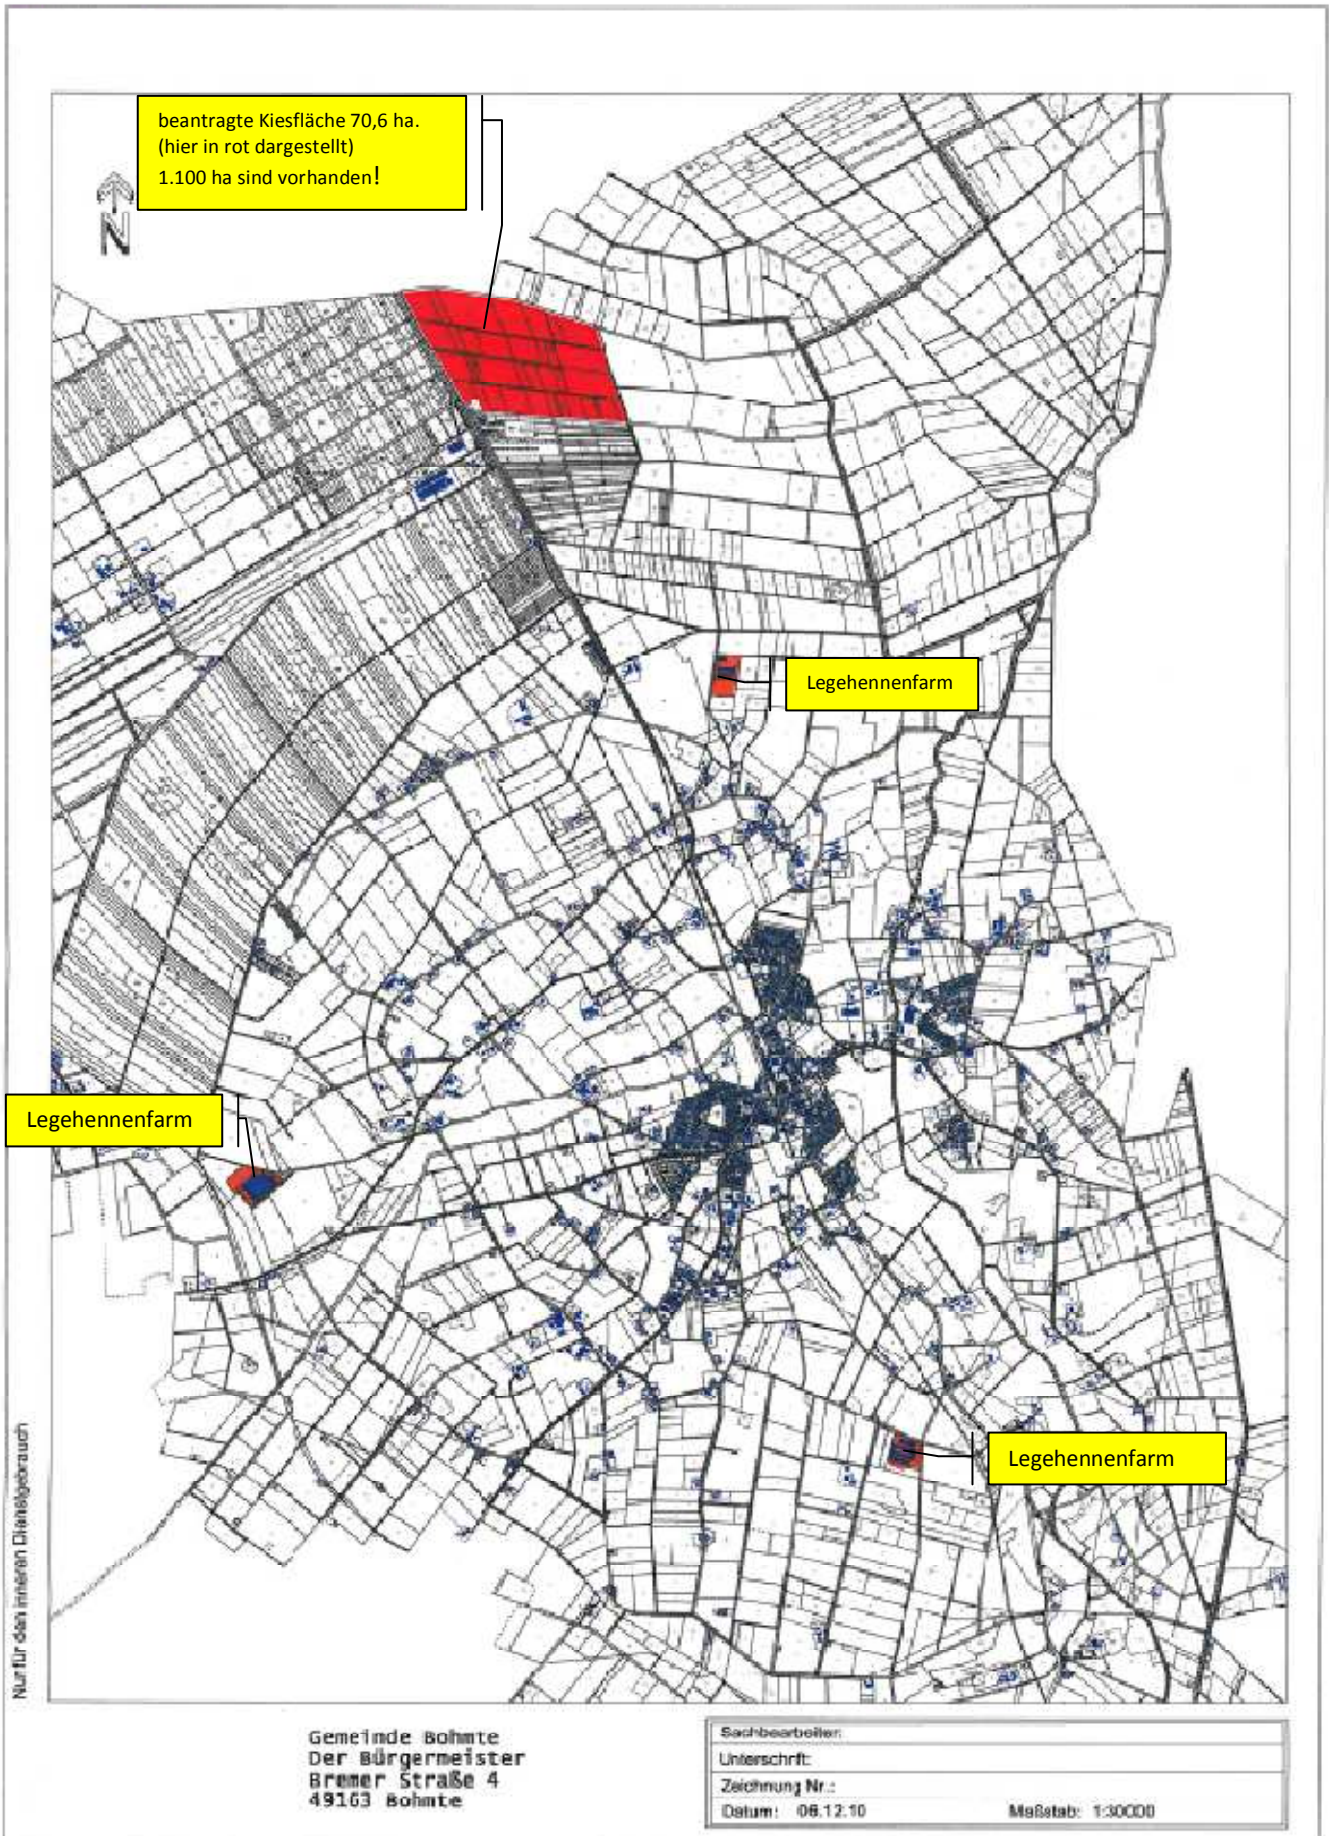 beantragte Kiesfläche 70,6 ha.
(hier in rot dargestellt)
1.100 ha sind vorhanden!
N
Legehennenfarm
Legehennenfarm
Legehennenfarm
Nur für den inneren Dienstgebrauch
Gemeinde Bohmte
Der Bürgermeister
Bremer Straße 4
49163 Bohmte
Sachbearbeiter:
Unterschrift:
Zeichnung Nr.:
Datum: 06.12.10 Maßstab: 1:30000